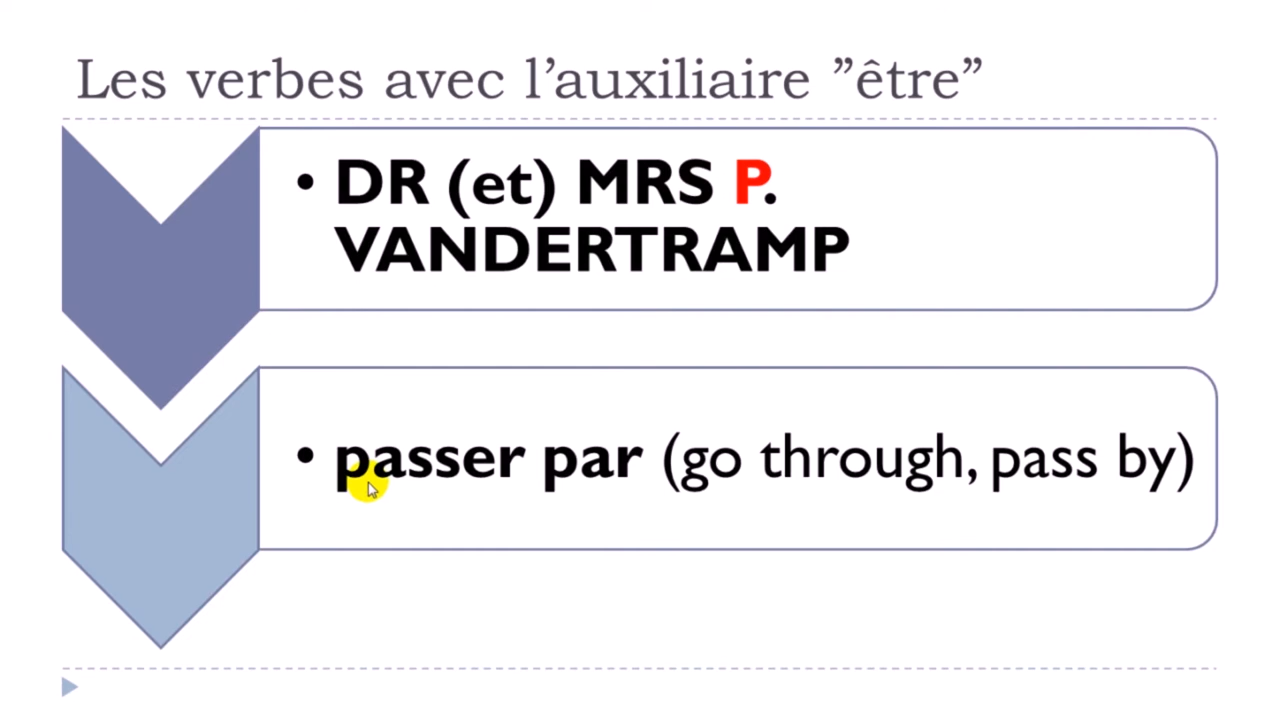 Les verbes avec l’auxiliaire ”être”
• DR (et) MRS P.
VANDERTRAMP
• passer par (go through, pass by)